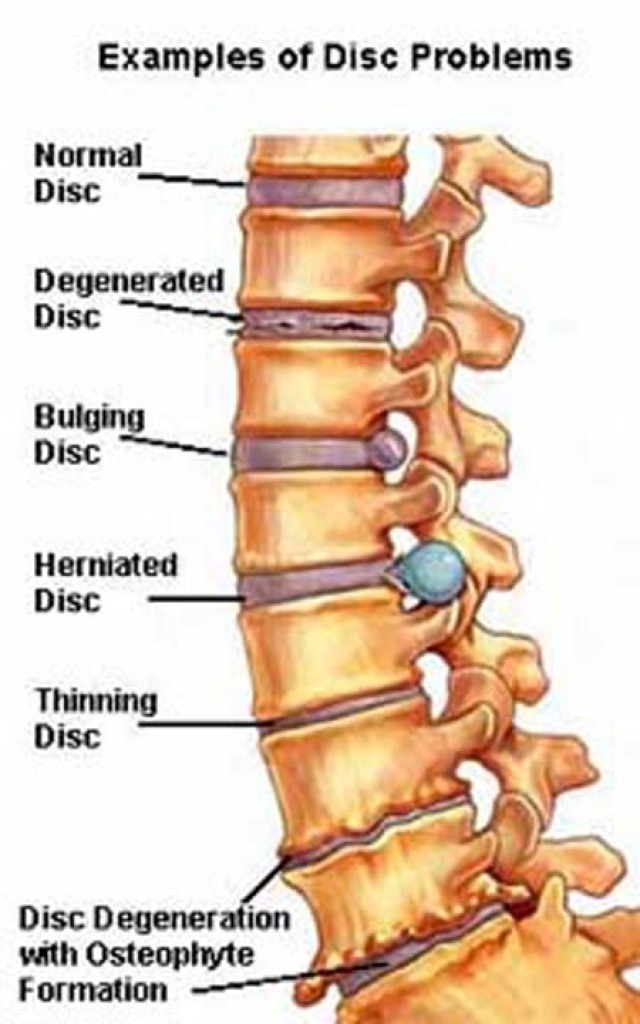 Examples of Disc Problems
Normal
Disc
Degenerated
Disc
Bulging
Disc
Herniated
Disc
Thinning
Disc
Disc Degeneration
with Osteophyte
Formation